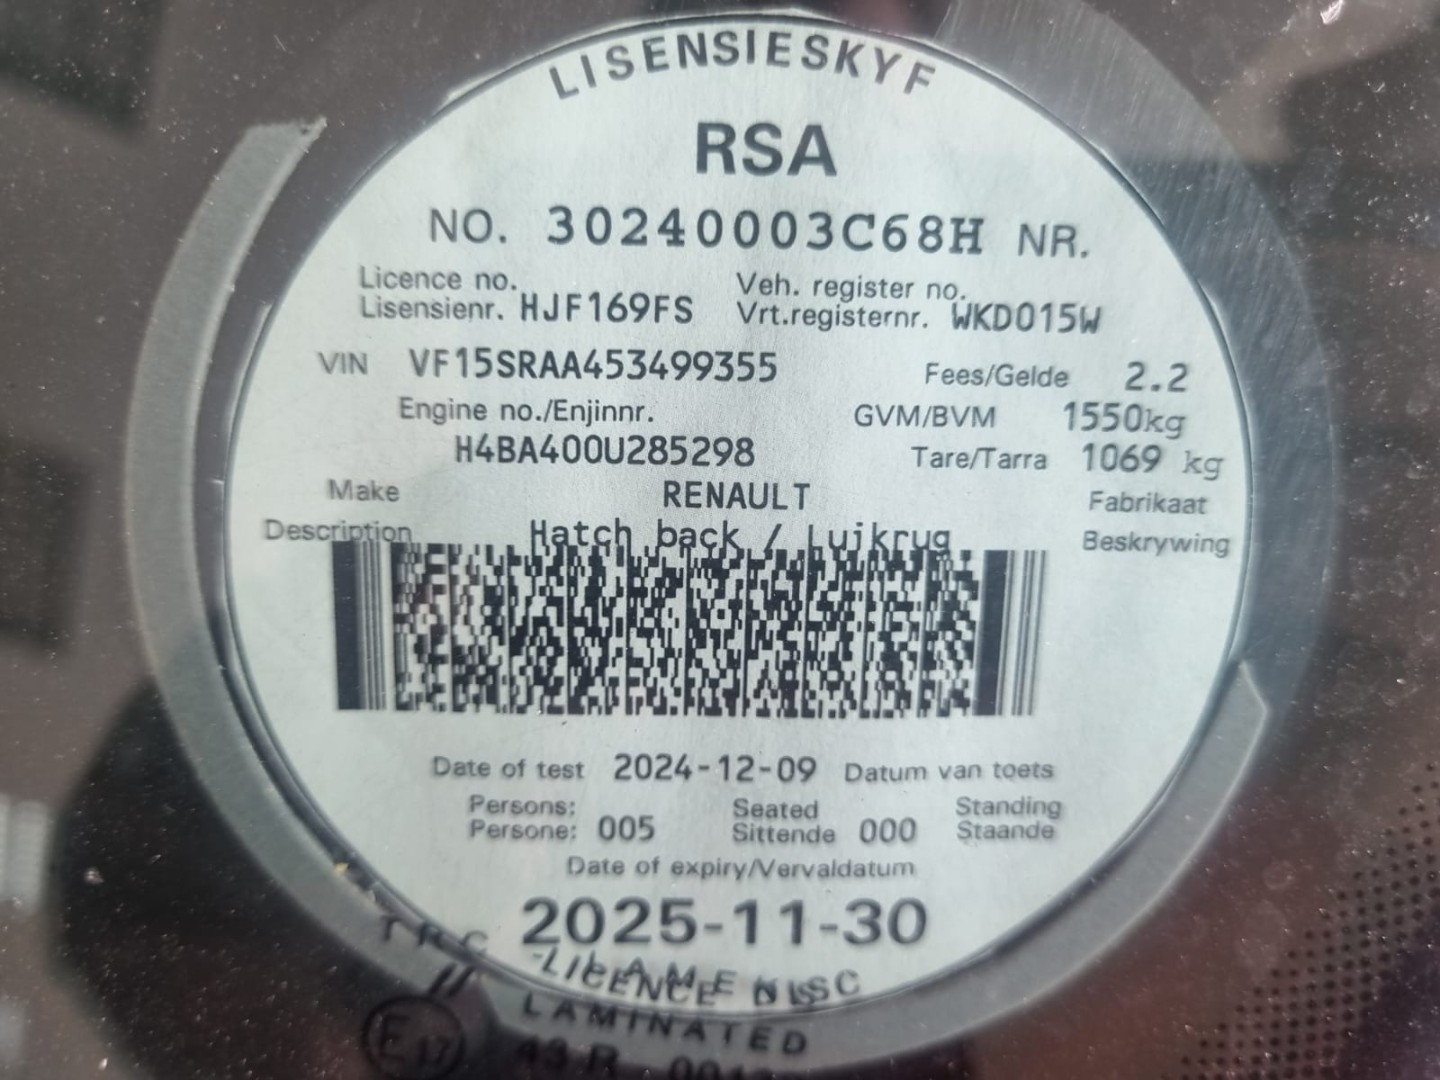 LISENSIESKYF
RSA
NO. 30240003C68H NR.
Licence no. Veh. register no.
Lisensienr. HJF169FS Vrt.registernr. WKD015W
VIN VF15SRAA453499355 Fees/Gelde 2.2
Engine no./Enjinnr. GVM/BVM 1550kg
H4BA400U285298 Tare/Tarra 1069 kg
Make RENAULT Fabrikaat
Description Hatch back / Luikrug Beskrywing
Date of test 2024-12-09 Datum van toets
Persons: Seated Standing
Persone: 005 Sittende 000 Staande
Date of expiry/Vervaldatum
2025-11-30
LICENCE DISC
LAMINATED
E17 43R